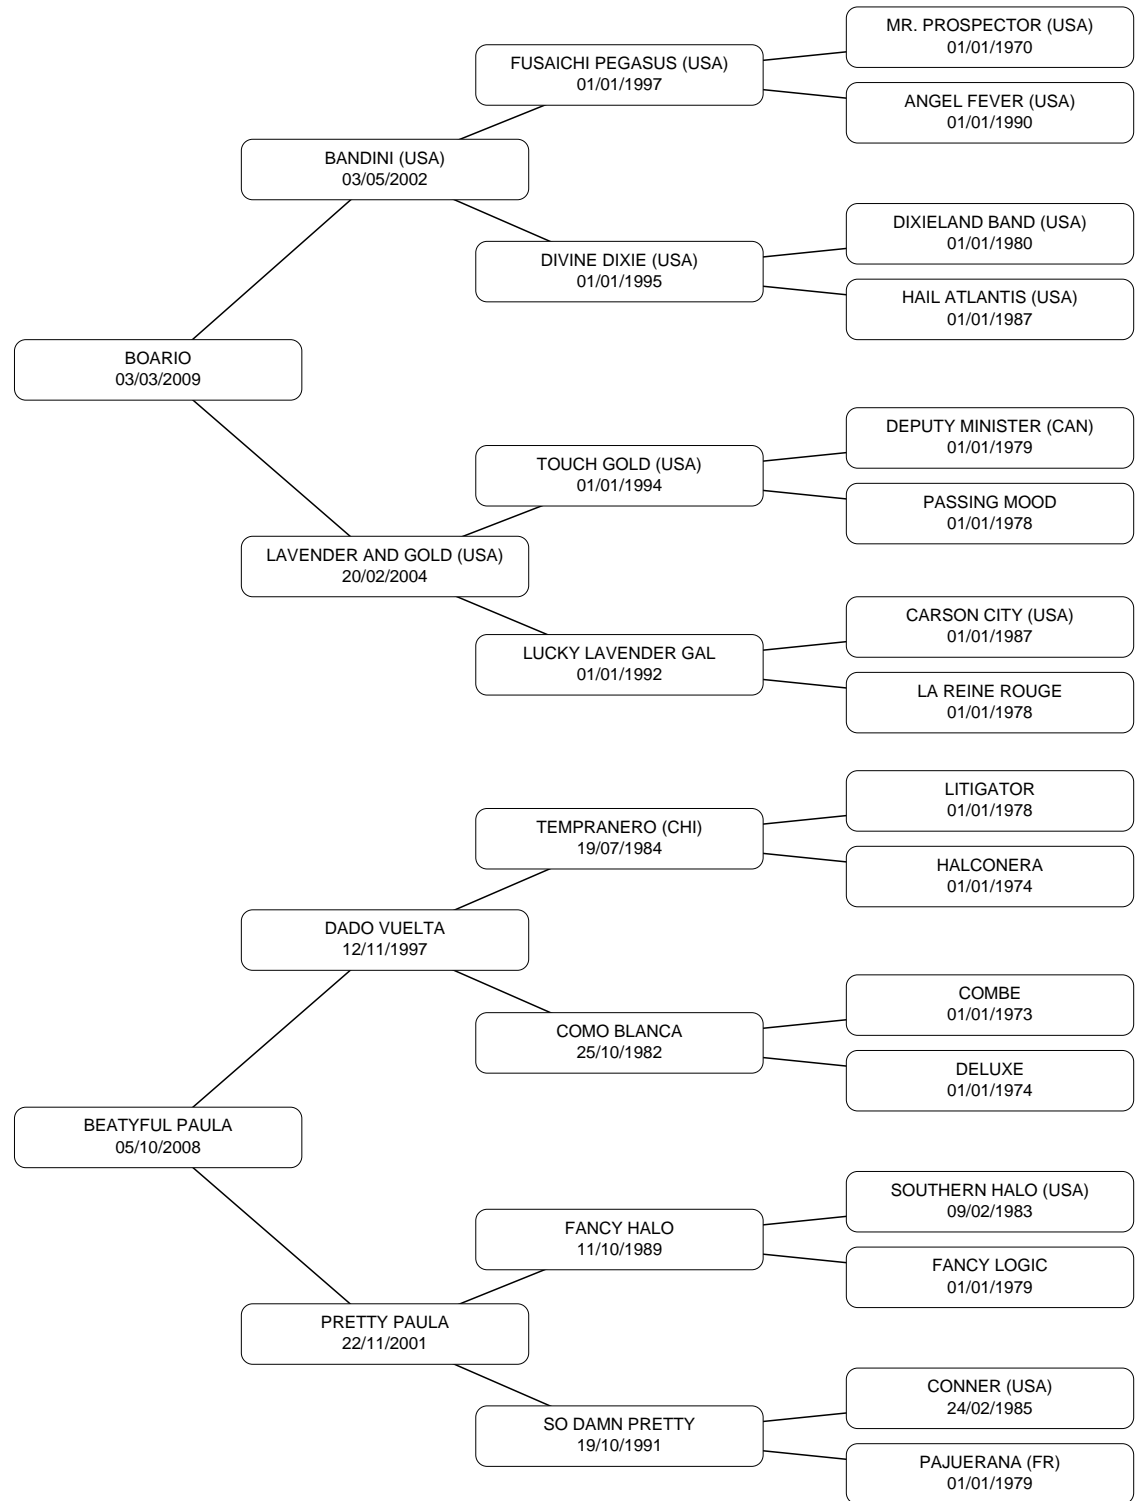 MR. PROSPECTOR (USA)
01/01/1970
FUSAICHI PEGASUS (USA)
01/01/1997
ANGEL FEVER (USA)
01/01/1990
BANDINI (USA)
03/05/2002
DIXIELAND BAND (USA)
01/01/1980
DIVINE DIXIE (USA)
01/01/1995
HAIL ATLANTIS (USA)
01/01/1987
BOARIO
03/03/2009
DEPUTY MINISTER (CAN)
01/01/1979
TOUCH GOLD (USA)
01/01/1994
PASSING MOOD
01/01/1978
LAVENDER AND GOLD (USA)
20/02/2004
CARSON CITY (USA)
01/01/1987
LUCKY LAVENDER GAL
01/01/1992
LA REINE ROUGE
01/01/1978
LITIGATOR
01/01/1978
TEMPRANERO (CHI)
19/07/1984
HALCONERA
01/01/1974
DADO VUELTA
12/11/1997
COMBE
01/01/1973
COMO BLANCA
25/10/1982
DELUXE
01/01/1974
BEATYFUL PAULA
05/10/2008
SOUTHERN HALO (USA)
09/02/1983
FANCY HALO
11/10/1989
FANCY LOGIC
01/01/1979
PRETTY PAULA
22/11/2001
CONNER (USA)
24/02/1985
SO DAMN PRETTY
19/10/1991
PAJUERANA (FR)
01/01/1979